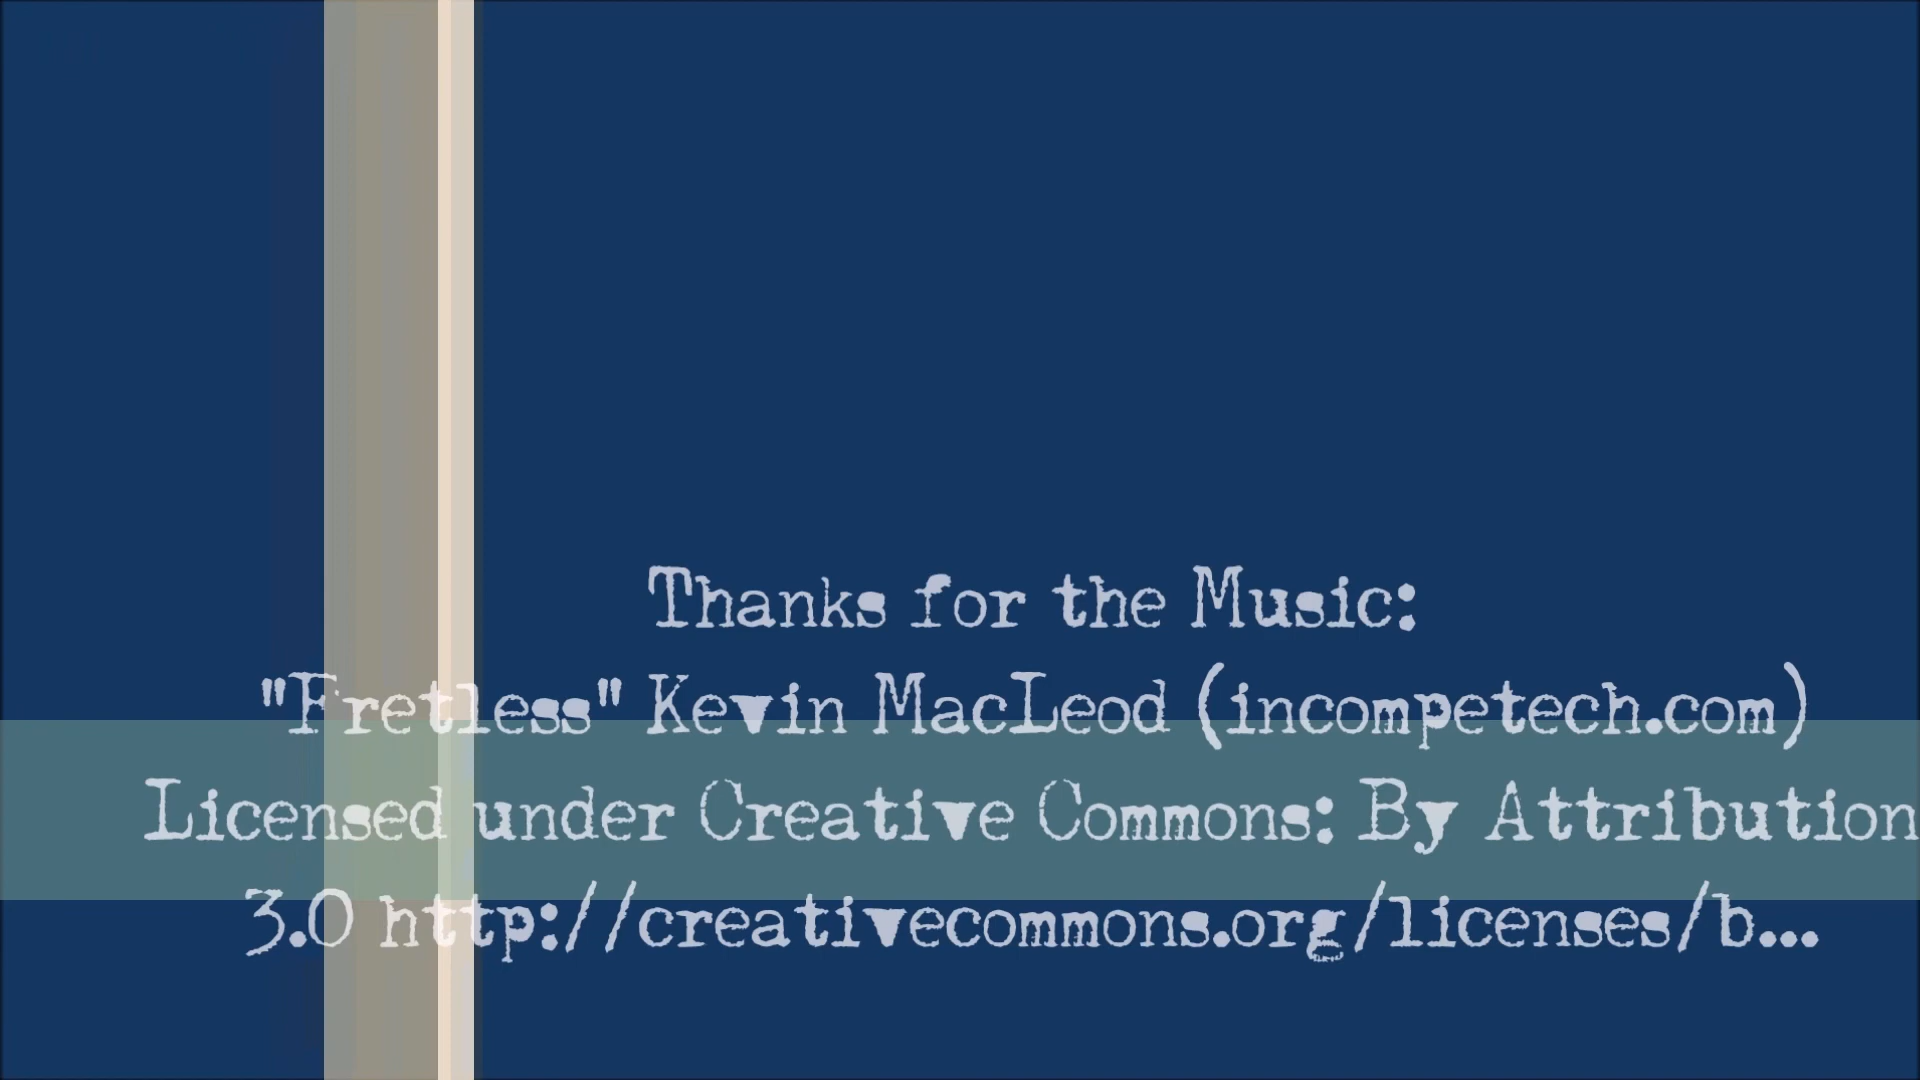 Thanks for the Music:
"Fretless" Kevin MacLeod (incompetech.com)
Licensed under Creative Commons: By Attribution
3.0 http://creativecommons.org/licenses/b...